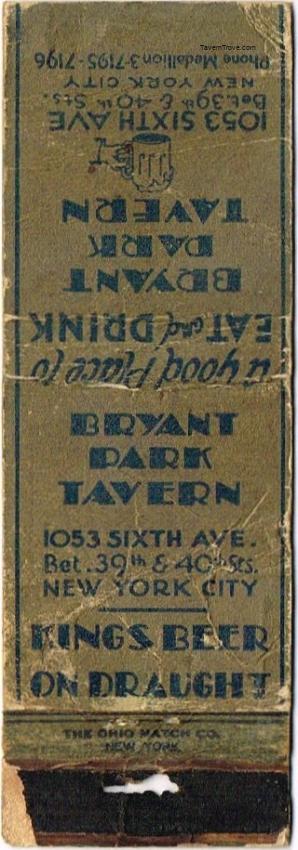 TavernTrove.com
a Good Place to
EAT and DRINK
BRYANT
PARK
TAVERN
1053 SIXTH AVE
Bet. 39th & 40th Sts.
NEW YORK CITY
Phone Medallion 3-7195-7196
BRYANT
PARK
TAVERN
1053 SIXTH AVE.
Bet. 39th & 40th Sts.
NEW YORK CITY
KINGS BEER
ON DRAUGHT
THE OHIO MATCH CO.
NEW YORK